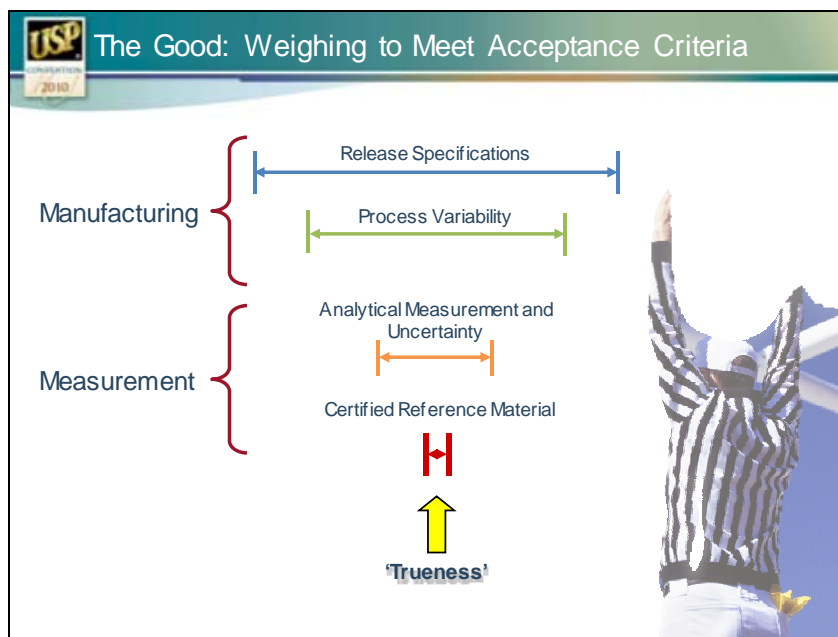 USP
CONVENTION
2010
The Good: Weighing to Meet Acceptance Criteria
Release Specifications
Manufacturing
Process Variability
Analytical Measurement and
Uncertainty
Measurement
Certified Reference Material
‘Trueness’